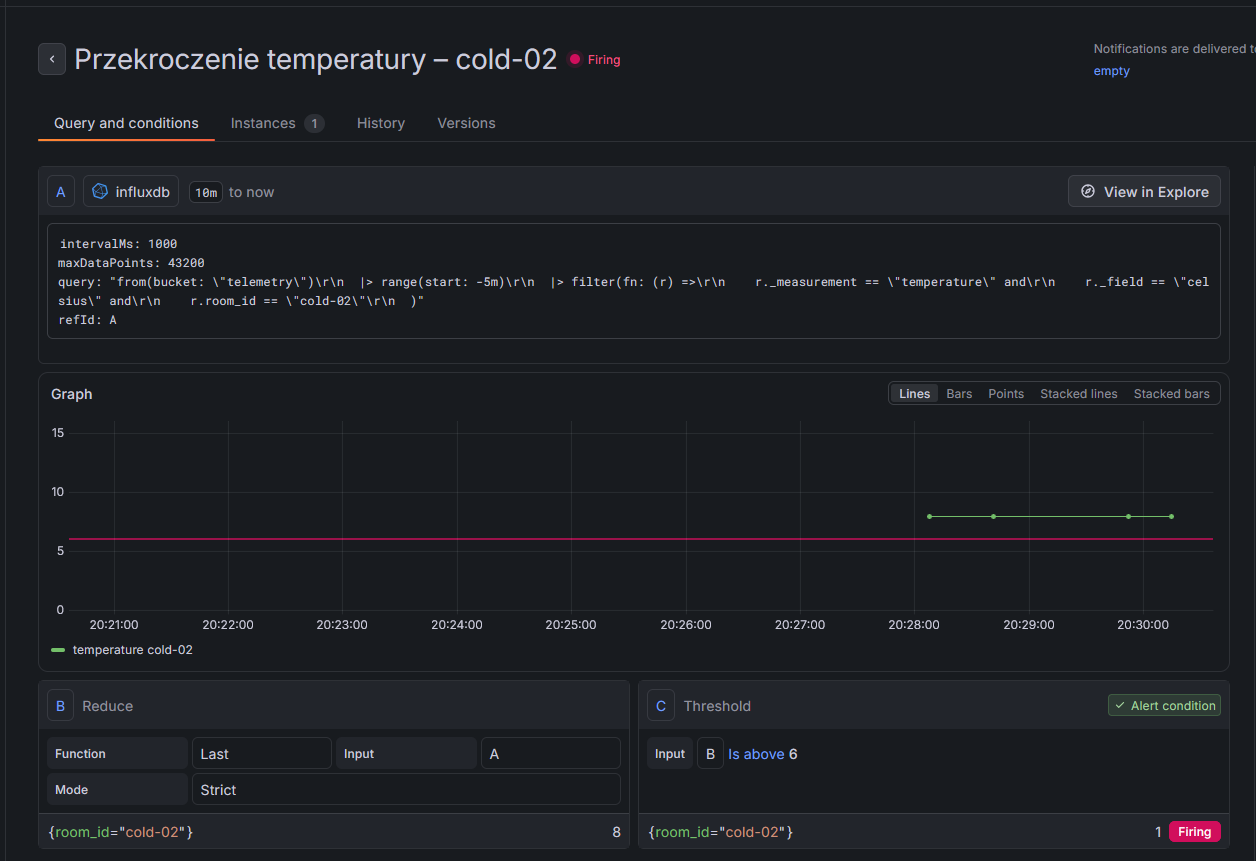 Przekroczenie temperatury – cold-02 Firing
Notifications are delivered to
empty
Query and conditions Instances 1 History Versions
A influxdb 10m to now View in Explore
intervalMs: 1000
maxDataPoints: 43200
query: "from(bucket: \"telemetry\")\r\n  |> range(start: -5m)\r\n  |> filter(fn: (r) =>\r\n    r._measurement == \"temperature\" and\r\n    r._field == \"cel
sius\" and\r\n    r.room_id == \"cold-02\"\r\n  )"
refId: A
Graph Lines Bars Points Stacked lines Stacked bars
15
10
5
0
20:21:00 20:22:00 20:23:00 20:24:00 20:25:00 20:26:00 20:27:00 20:28:00 20:29:00 20:30:00
temperature cold-02
B Reduce
Function Last Input A
Mode Strict
{room_id="cold-02"} 8
C Threshold Alert condition
Input B Is above 6
{room_id="cold-02"} 1 Firing